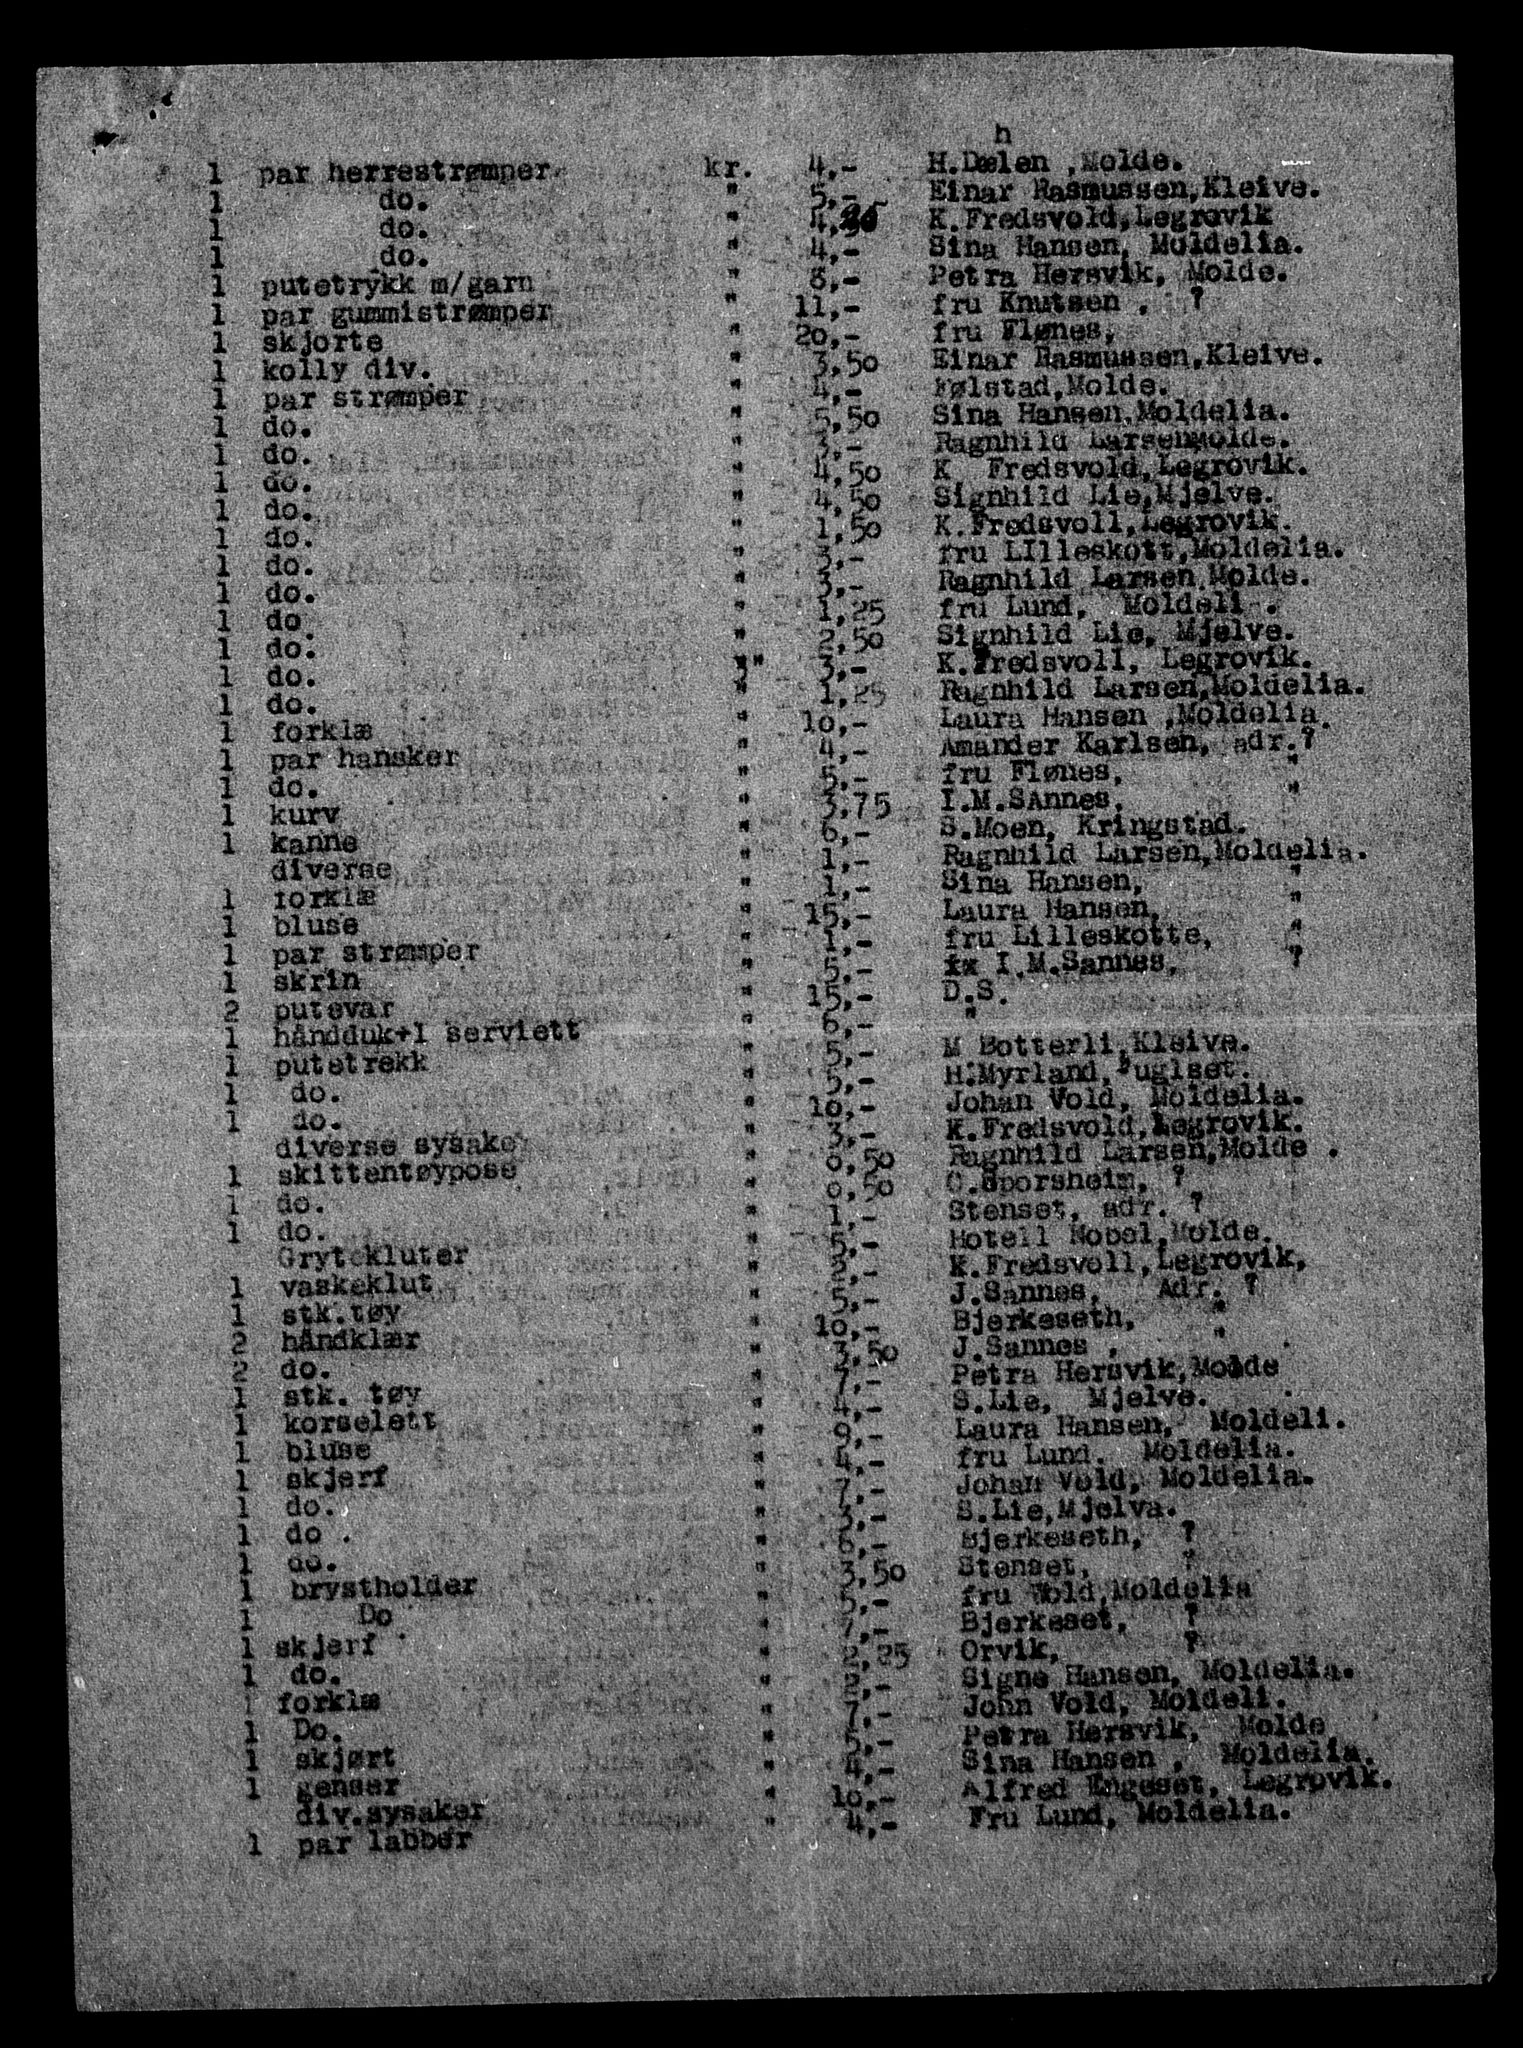 h
1 par herrestrømper kr. 4,- H.Dølen ,Molde.
1 do. " 5,- Einar Rasmussen,Kleive.
1 do. " 4,25 K.Fredsvold,Legrovik
1 do. " 4,- Sina Hansen, Moldelia.
1 putetrykk m/garn " 8,- Petra Hersvik, Molde.
1 par gummistrømper " 11,- fru Knutsen , ?
1 skjorte " 20,- fru Flønes,
1 kolly div. " 3,50 Einar Rasmussen,Kleive.
1 par strømper " 4,- Følstad,Molde.
1 do. " 5,50 Sina Hansen,Moldelia.
1 do. " 3,- Ragnhild Larsen,Molde.
1 do. " 4,50 K Fredsvold,Legrovik.
1 do. " 4,50 Signhild Lie,Mjelve.
1 do. " 1,50 K.Fredsvoll,Legrovik.
1 do. " 3,- fru LIlleskott,Moldelia.
1 do. " 3,- Ragnhild Larsen,Molde.
1 do " 1,25 fru Lund, Moldeli .
1 do. " 2,50 Signhild Lie, Mjelve.
1 do. " 3,- K.Fredsvoll, Legrovik.
1 do. " 1,25 Ragnhild Larsen,Moldelia.
1 forklæ " 10,- Laura Hansen ,Moldelia.
1 par hansker " 4,- Amander Karlsen, adr.?
1 do. " 5,- fru Flønes, "
1 kurv " 3,75 I.M.SAnnes, "
1 kanne " 6,- S.Moen, Kringstad.
diverse " 1,- Ragnhild Larsen,Moldelia.
1 forklæ " 1,- Sina Hansen, "
1 bluse " 15,- Laura Hansen, "
1 par strømper " 1,- fru Lilleskotte, "
1 skrin " 5,- fx I.M.Sannes, ?
2 putevar " 15,- D.S.
1 håndduk+1 serviett " 6,- "
1 putetrekk " 5,- M Botterli,Kleive.
1 do. " 5,- H.Myrland, Fuglset.
1 do. " 10,- Johan Vold, Moldelia.
diverse sysake " 3,- K.Fredsvold,Legrovik.
1 skittentøypose " 0,50 Ragnhild Larsen,Molde .
1 do. " 0,50 O.Sporsheim, ?
1 do. " 1,- Stenset, adr. ?
Grytekluter " 5,- Hotell Nobel,Molde.
1 vaskeklut " 2,- K.Fredsvoll,Legrovik,
1 stk.tøy " 5,- J.Sannes, Adr. ?
2 håndklær " 10,- Bjerkeseth, "
2 do. " 3,50 J.Sannes , "
1 stk. tøy " 7,- Petra Hersvik,Molde
1 korselett " 4,- S.Lie, Mjelve.
1 bluse " 9,- Laura Hansen, Moldeli.
1 skjerf " 4,- fru Lund. Moldelia.
1 do. " 7,- Johan Vold, Moldelia.
1 do . " 3,- S.Lie,Mjelva.
1 do. " 6,- Bjerkeseth, ?
1 brystholder " 3,50 Stenset, "
1 Do " 5,- fru Vold,Moldelia
1 skjerf " 7,- Bjerkeset, ?
1 do. " 2,25 Orvik, ?
1 forklæ " 2,- Signe Hansen, Moldelia.
1 Do. " 7,- John Vold, Moldeli.
1 skjørt " 5,- Petra Hersvik, Molde
1 genser " 4,- Sina Hansen , Moldelia.
div.sysaker " 10,- Alfred Engeset, Legrovik.
1 par labber " 4,- Fru Lund, Moldelia.